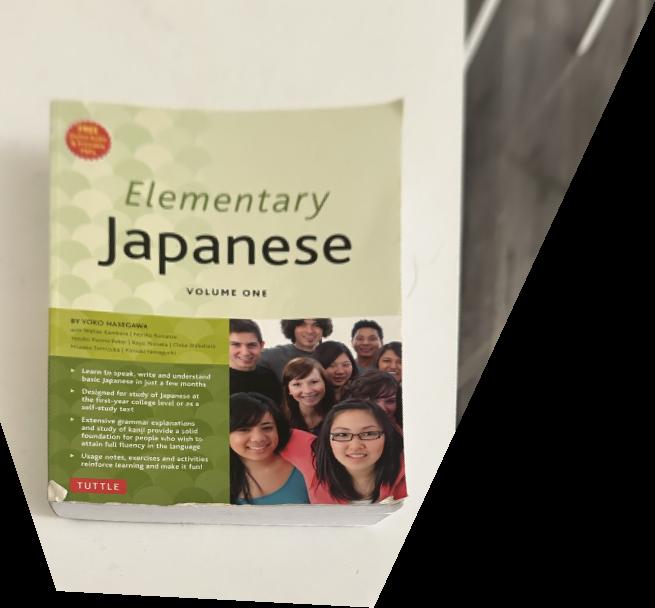 FREE
Elementary
Japanese
VOLUME ONE
BY YOKO HASEGAWA
Learn to speak, write and understand
basic Japanese in just a few months
Designed for study of Japanese at
the first-year college level or as a
self-study text
Extensive grammar explanations
and study of kanji provide a solid
foundation for people who wish to
attain full fluency in the language
Usage notes, exercises and activities
reinforce learning and make it fun!
TUTTLE